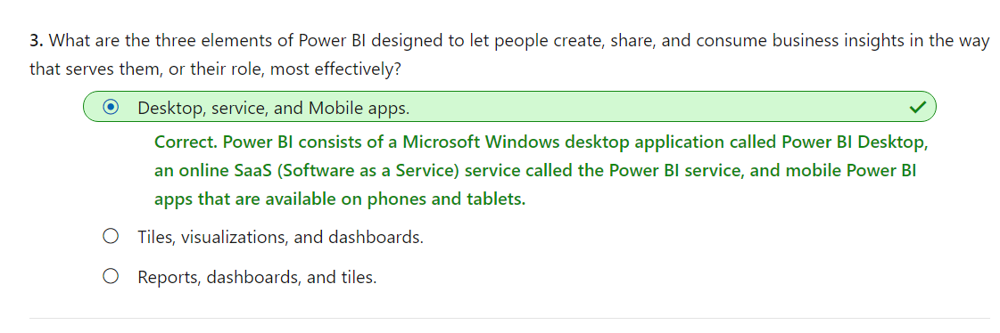 3. What are the three elements of Power BI designed to let people create, share, and consume business insights in the way
that serves them, or their role, most effectively?
Desktop, service, and Mobile apps.
Correct. Power BI consists of a Microsoft Windows desktop application called Power BI Desktop,
an online SaaS (Software as a Service) service called the Power BI service, and mobile Power BI
apps that are available on phones and tablets.
Tiles, visualizations, and dashboards.
Reports, dashboards, and tiles.